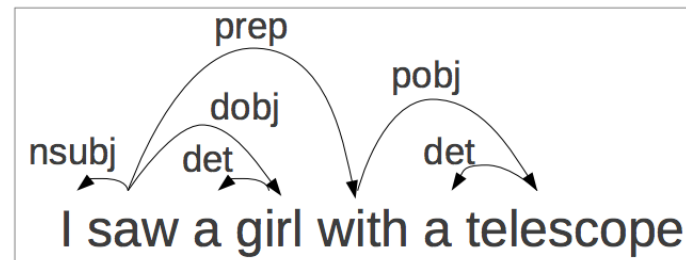 prep
pobj
dobj
nsubj det det
I saw a girl with a telescope